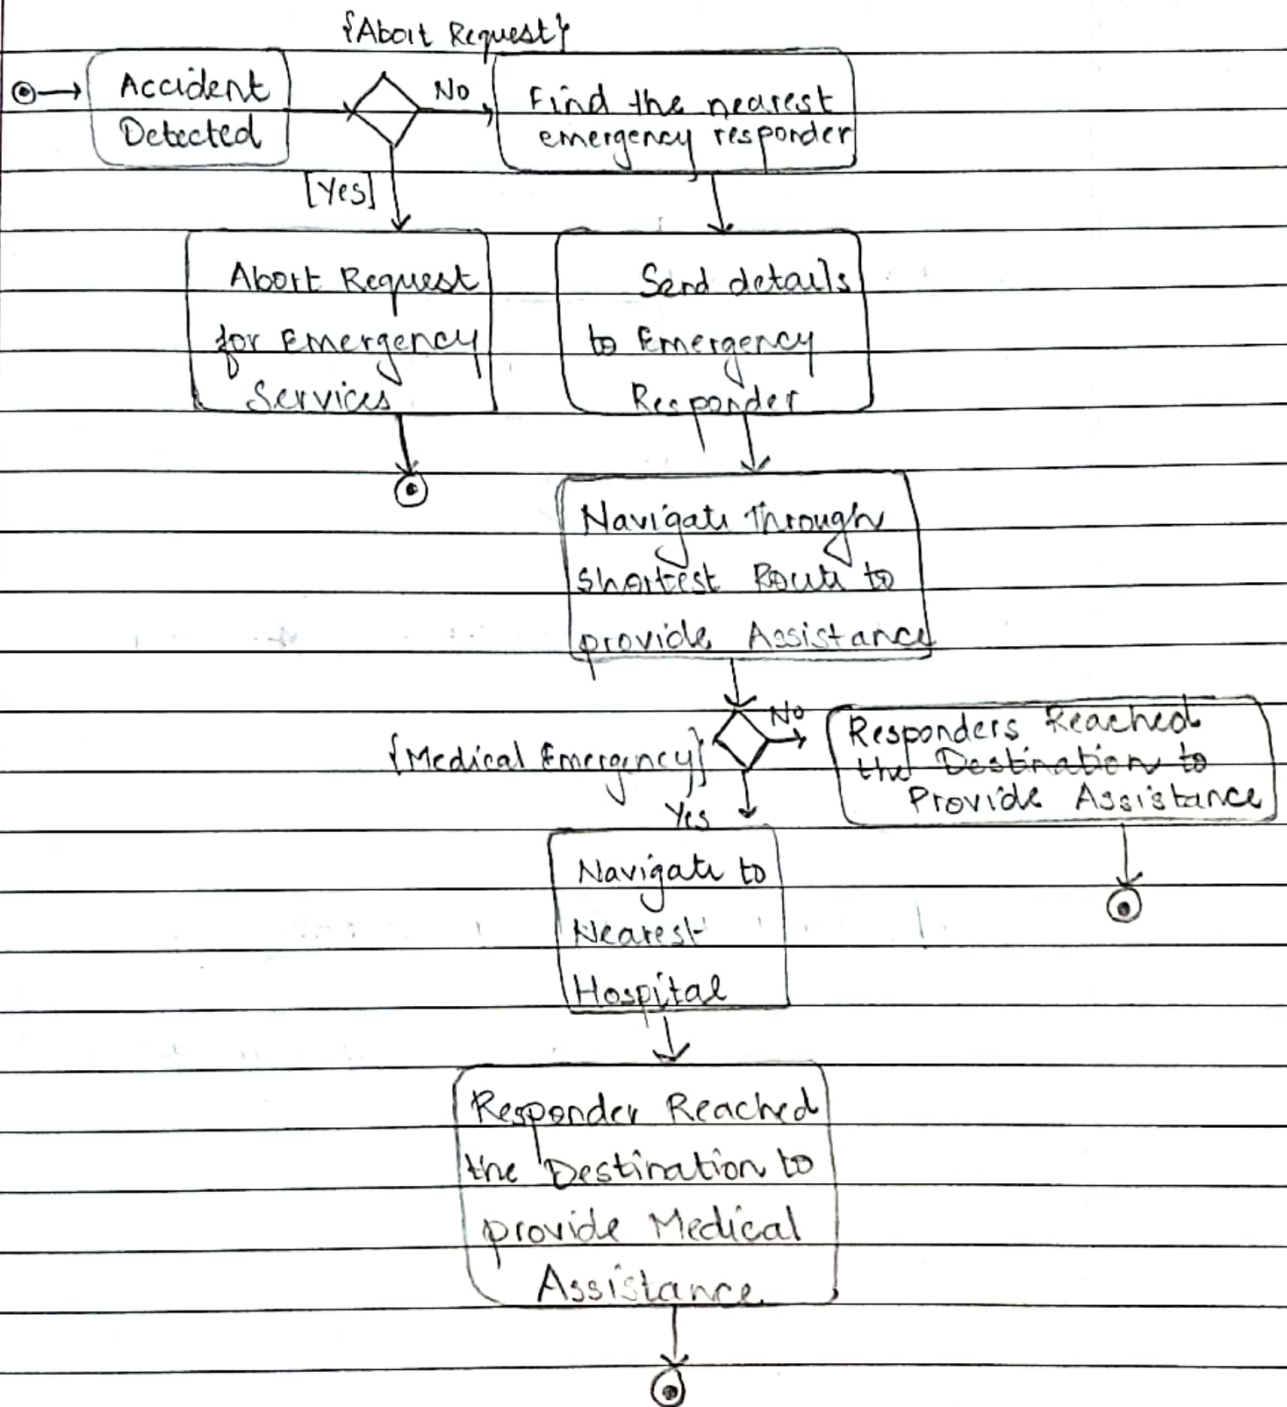 {Abort Request}
Accident
Detected
No
Find the nearest
emergency responder
[Yes]
Abort Request
for Emergency
Services
Send details
to Emergency
Responder
Navigate Through
Shortest Route to
provide Assistance
{Medical Emergency}
No
Yes
Responders Reached
the Destination to
Provide Assistance
Navigate to
Nearest
Hospital
Responder Reached
the Destination to
provide Medical
Assistance